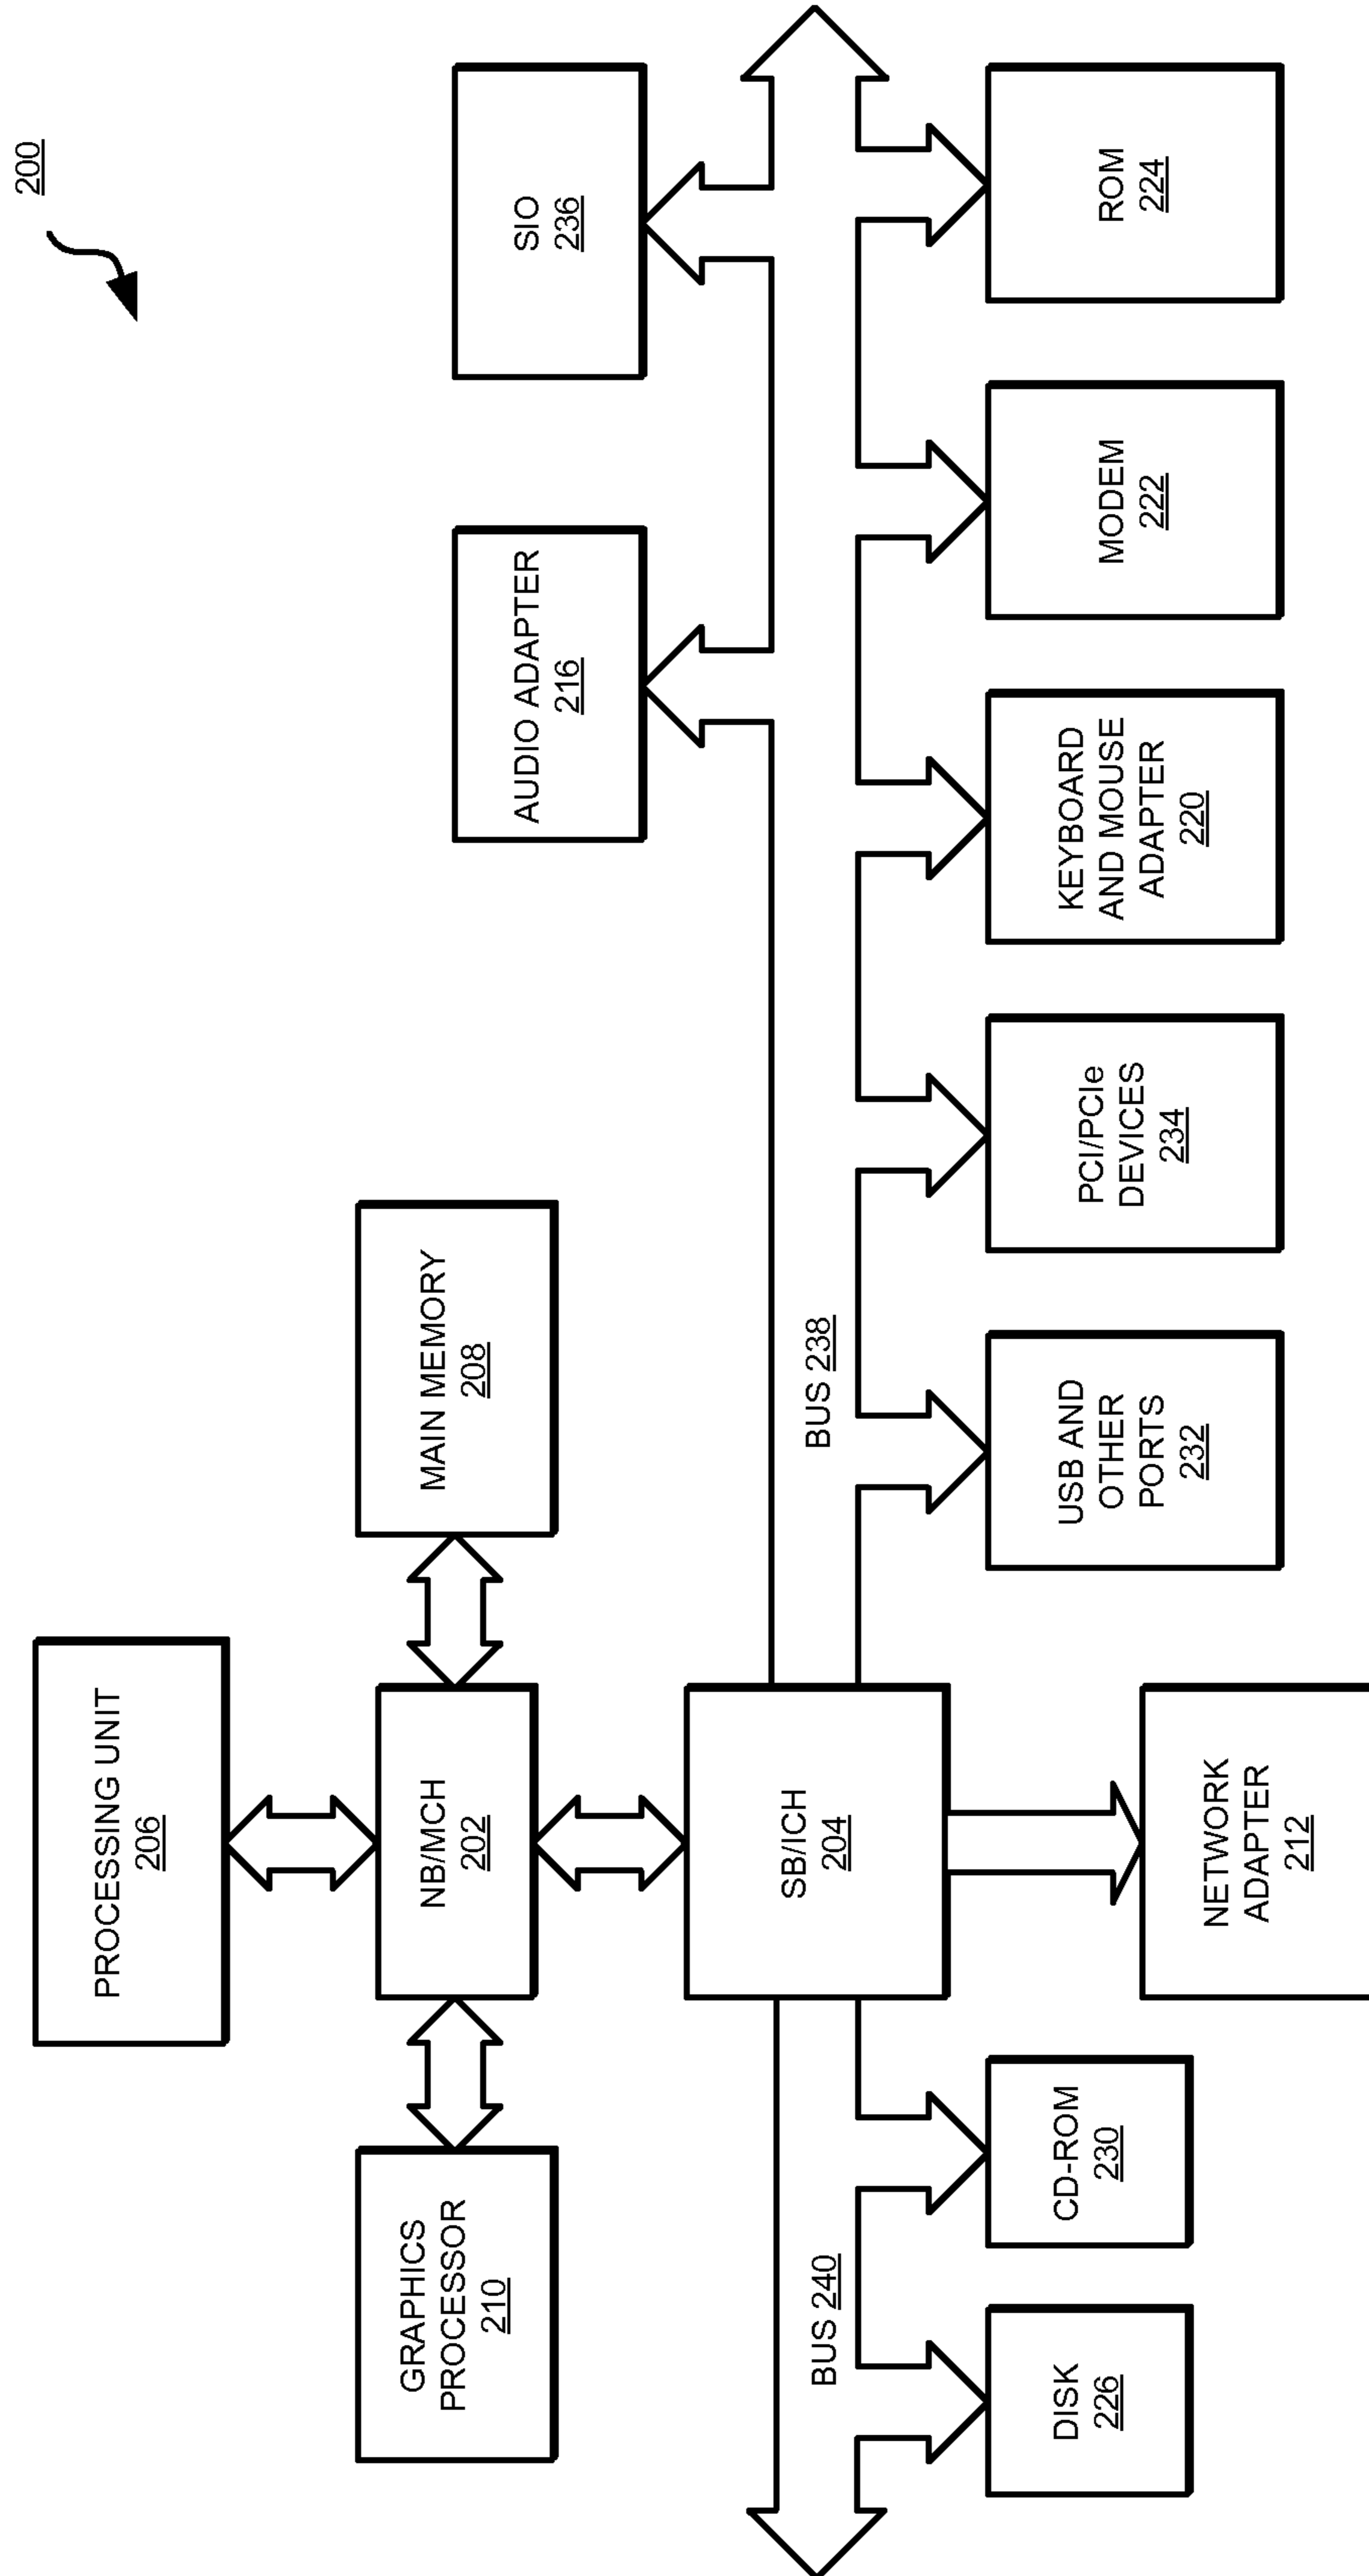 200
PROCESSING UNIT
206
GRAPHICS
PROCESSOR
210
NB/MCH
202
MAIN MEMORY
208
AUDIO ADAPTER
216
SIO
236
SB/ICH
204
BUS 240
BUS 238
DISK
226
CD-ROM
230
USB AND
OTHER
PORTS
232
PCI/PCIe
DEVICES
234
KEYBOARD
AND MOUSE
ADAPTER
220
MODEM
222
ROM
224
NETWORK
ADAPTER
212